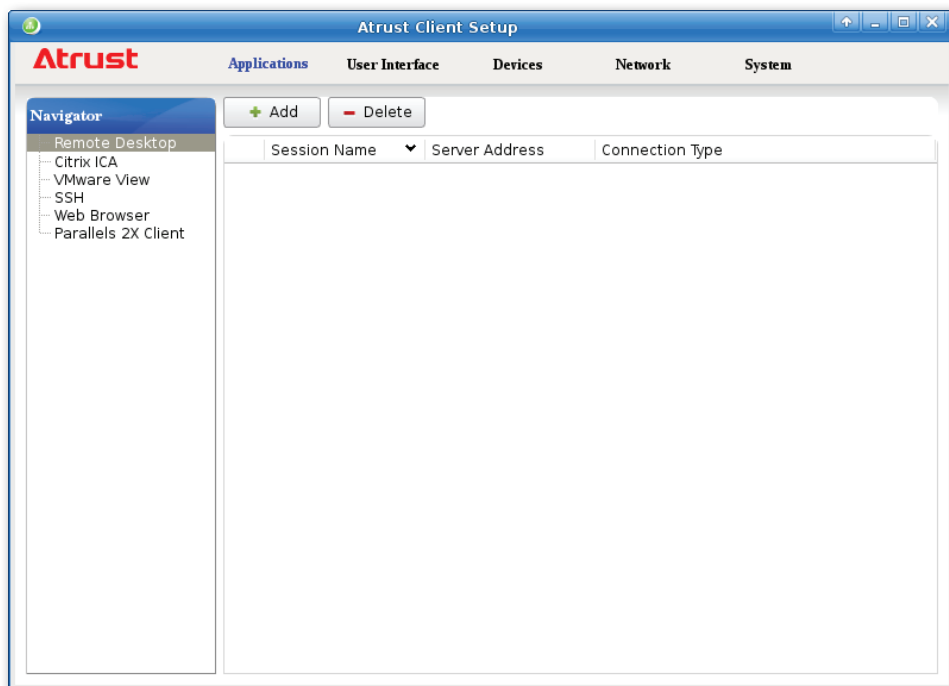 Atrust Client Setup
Atrust Applications User Interface Devices Network System
Navigator
Remote Desktop
Citrix ICA
VMware View
SSH
Web Browser
Parallels 2X Client
Add Delete
Session Name Server Address Connection Type